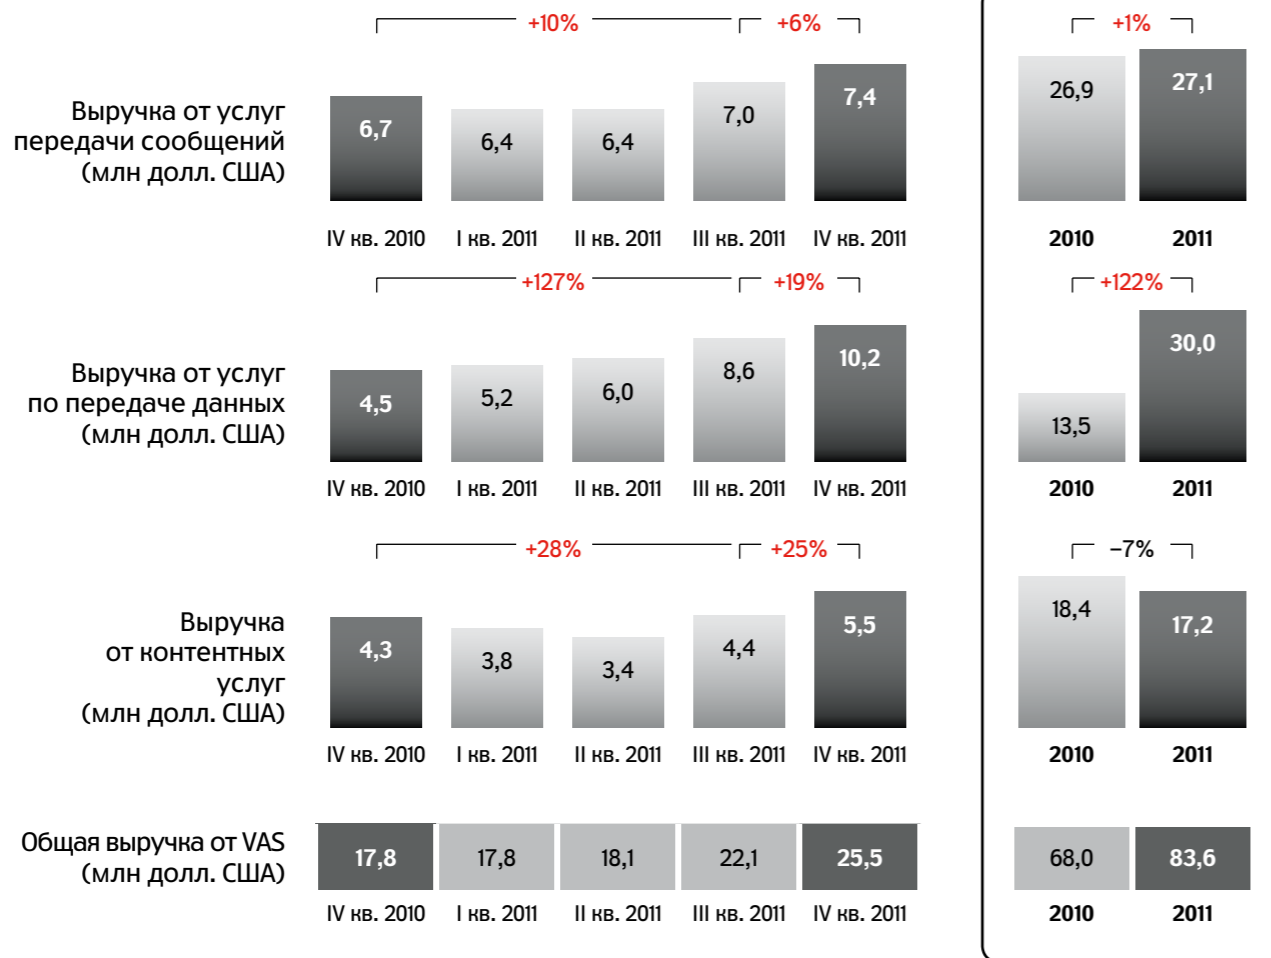 +10%
+6%
+1%
Выручка от услуг
передачи сообщений
(млн долл. США)
6,7
6,4
6,4
7,0
7,4
26,9
27,1
IV кв. 2010
I кв. 2011
II кв. 2011
III кв. 2011
IV кв. 2011
2010
2011
+127%
+19%
+122%
Выручка от услуг
по передаче данных
(млн долл. США)
4,5
5,2
6,0
8,6
10,2
13,5
30,0
IV кв. 2010
I кв. 2011
II кв. 2011
III кв. 2011
IV кв. 2011
2010
2011
+28%
+25%
–7%
Выручка
от контентных
услуг
(млн долл. США)
4,3
3,8
3,4
4,4
5,5
18,4
17,2
IV кв. 2010
I кв. 2011
II кв. 2011
III кв. 2011
IV кв. 2011
2010
2011
Общая выручка от VAS
(млн долл. США)
17,8
17,8
18,1
22,1
25,5
68,0
83,6
IV кв. 2010
I кв. 2011
II кв. 2011
III кв. 2011
IV кв. 2011
2010
2011